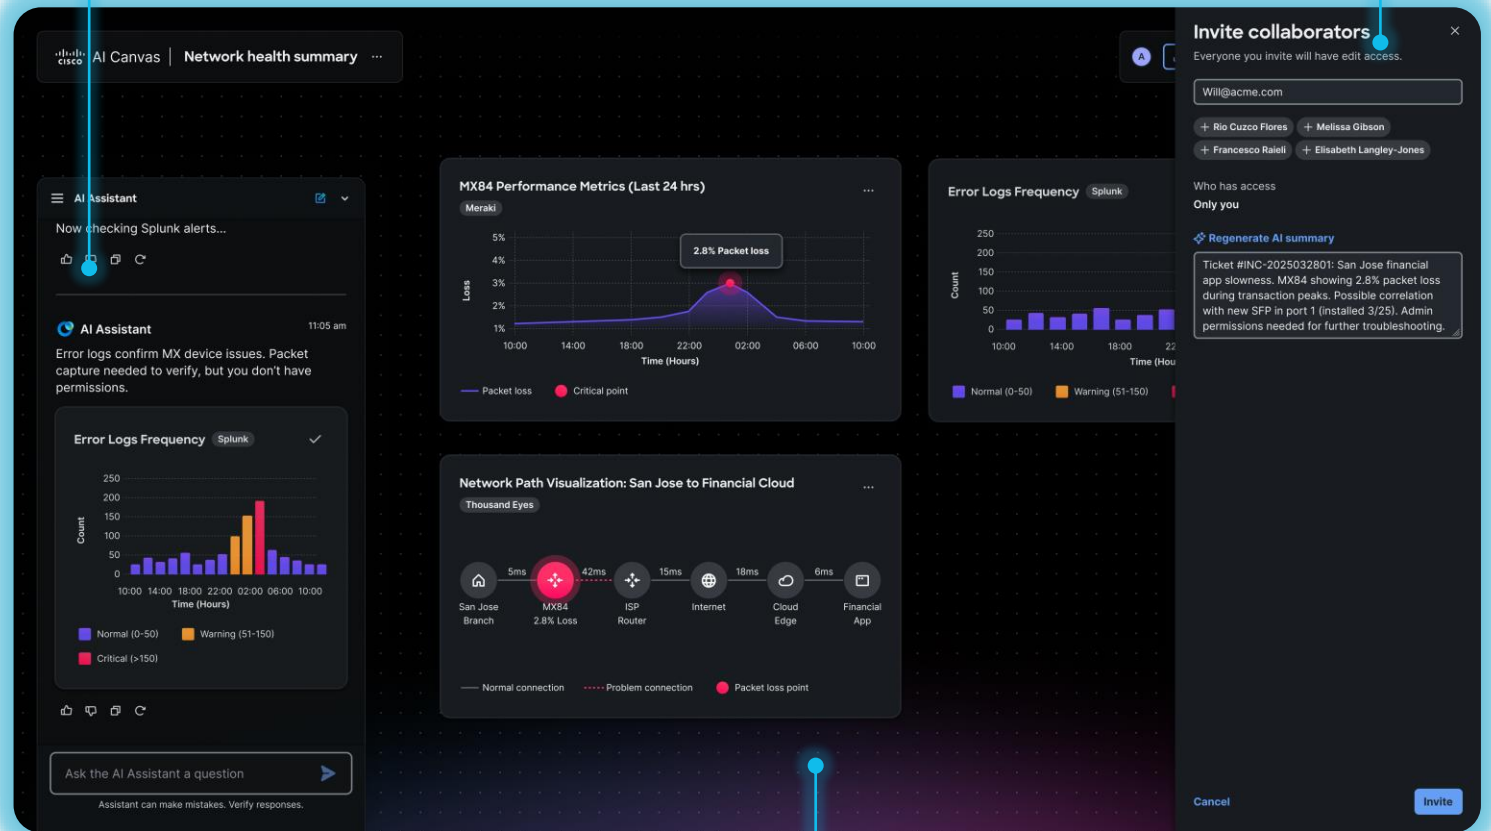 cisco AI Canvas | Network health summary ...
A
AI Assistant
Now checking Splunk alerts...
AI Assistant 11:05 am
Error logs confirm MX device issues. Packet
capture needed to verify, but you don't have
permissions.
Error Logs Frequency Splunk
250
200
150
100
50
0
Count
10:00 14:00 18:00 22:00 02:00 06:00 10:00
Time (Hours)
Normal (0-50) Warning (51-150)
Critical (>150)
Ask the AI Assistant a question
Assistant can make mistakes. Verify responses.
MX84 Performance Metrics (Last 24 hrs) ...
Meraki
5%
4%
3%
2%
1%
Loss
2.8% Packet loss
10:00 14:00 18:00 22:00 02:00 06:00 10:00
Time (Hours)
Packet loss Critical point
Error Logs Frequency Splunk
250
200
150
100
50
0
Count
10:00 14:00 18:00 22
Time (Hou
Normal (0-50) Warning (51-150)
Network Path Visualization: San Jose to Financial Cloud ...
Thousand Eyes
5ms 42ms 15ms 18ms 6ms
San Jose MX84 ISP Internet Cloud Financial
Branch 2.8% Loss Router Edge App
Normal connection Problem connection Packet loss point
Invite collaborators
Everyone you invite will have edit access.
Will@acme.com
+ Rio Cuzco Flores + Melissa Gibson
+ Francesco Raieli + Elisabeth Langley-Jones
Who has access
Only you
Regenerate AI summary
Ticket #INC-2025032801: San Jose financial
app slowness. MX84 showing 2.8% packet loss
during transaction peaks. Possible correlation
with new SFP in port 1 (installed 3/25). Admin
permissions needed for further troubleshooting.
Cancel Invite